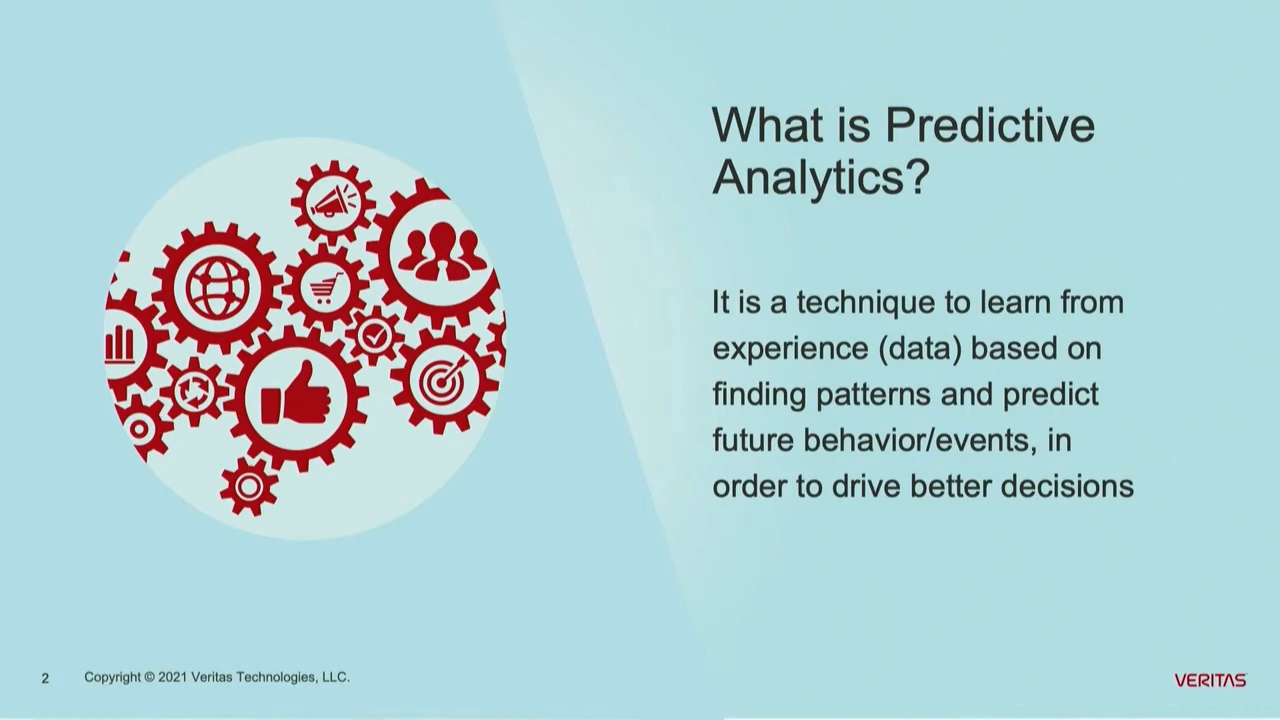 What is Predictive
Analytics?
It is a technique to learn from
experience (data) based on
finding patterns and predict
future behavior/events, in
order to drive better decisions
2
Copyright © 2021 Veritas Technologies, LLC.
VERITAS